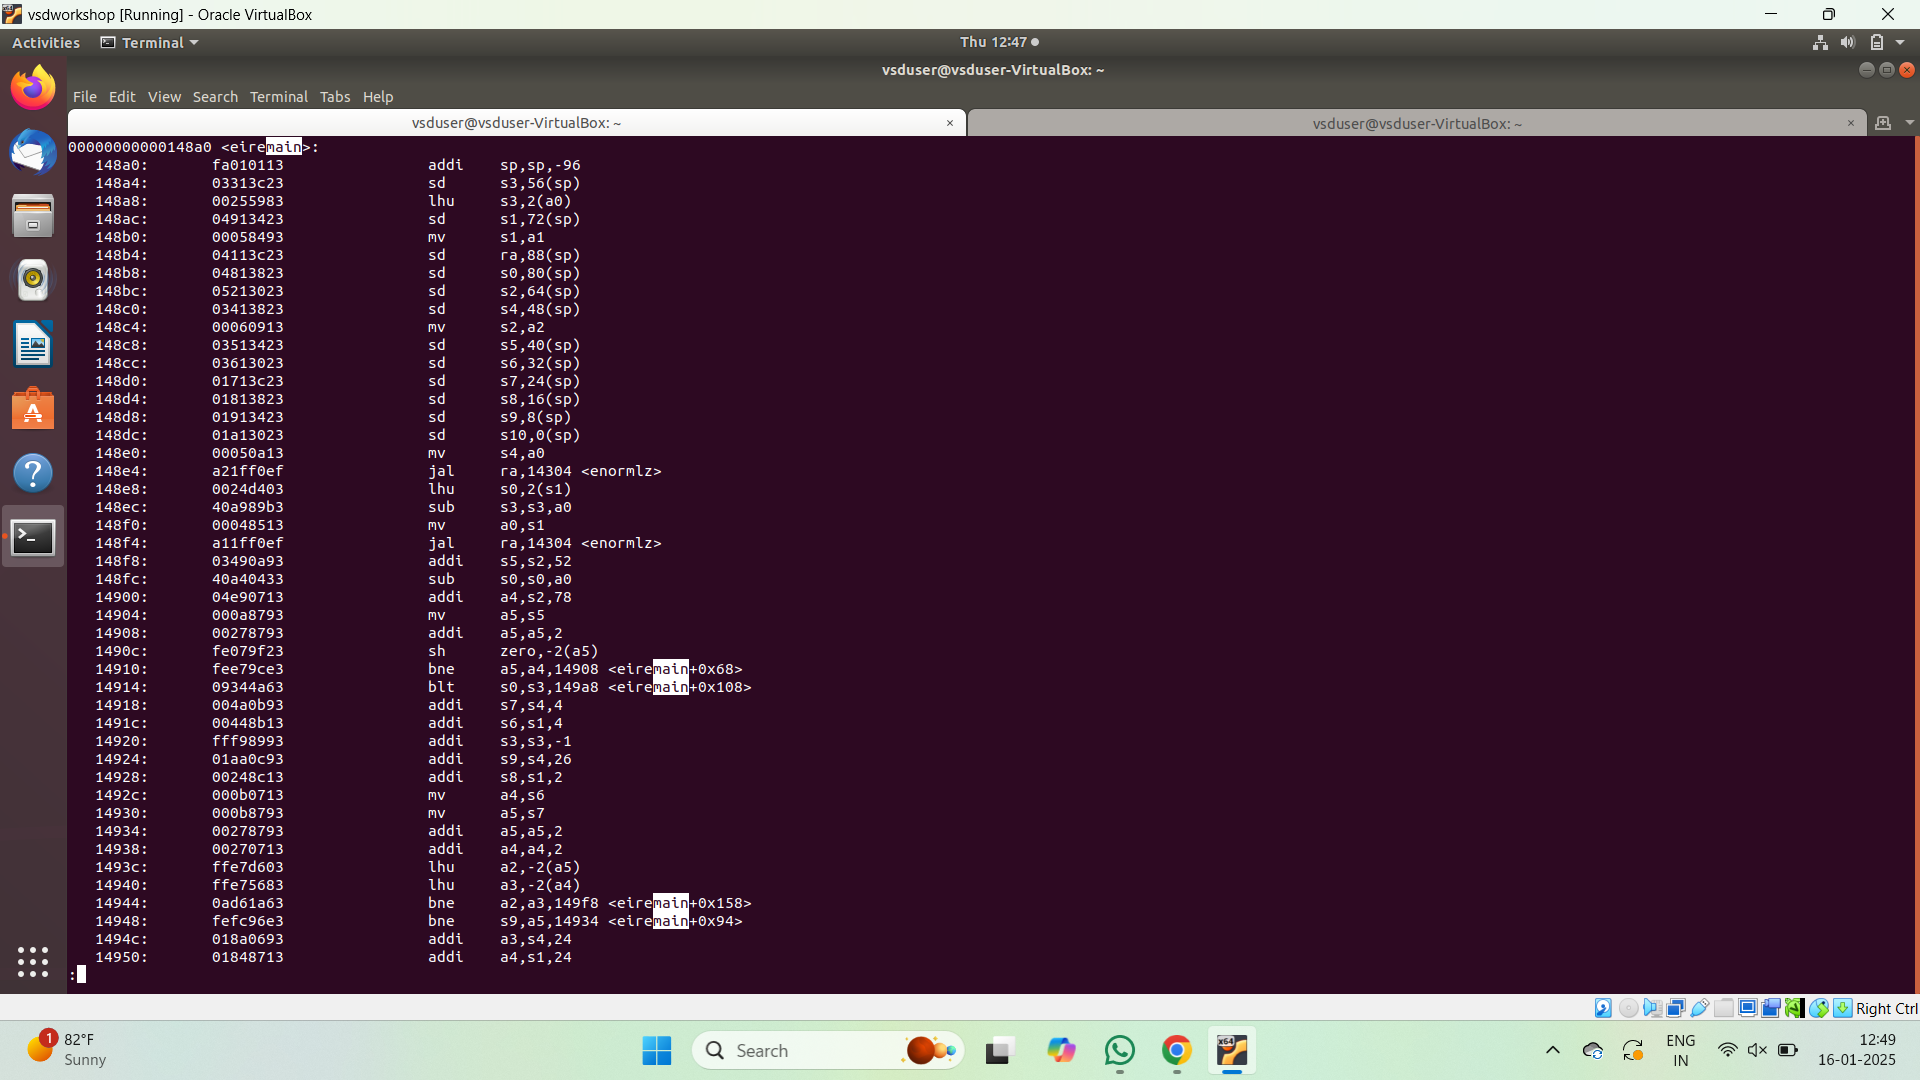 vsdworkshop [Running] - Oracle VirtualBox
Activities Terminal Thu 12:47
vsduser@vsduser-VirtualBox: ~
File Edit View Search Terminal Tabs Help
vsduser@vsduser-VirtualBox: ~ × vsduser@vsduser-VirtualBox: ~ ×
00000000000148a0 <eiremain>:
148a0: fa010113 addi sp,sp,-96
148a4: 03313c23 sd s3,56(sp)
148a8: 00255983 lhu s3,2(a0)
148ac: 04913423 sd s1,72(sp)
148b0: 00058493 mv s1,a1
148b4: 04113c23 sd ra,88(sp)
148b8: 04813823 sd s0,80(sp)
148bc: 05213023 sd s2,64(sp)
148c0: 03413823 sd s4,48(sp)
148c4: 00060913 mv s2,a2
148c8: 03513423 sd s5,40(sp)
148cc: 03613023 sd s6,32(sp)
148d0: 01713c23 sd s7,24(sp)
148d4: 01813823 sd s8,16(sp)
148d8: 01913423 sd s9,8(sp)
148dc: 01a13023 sd s10,0(sp)
148e0: 00050a13 mv s4,a0
148e4: a21ff0ef jal ra,14304 <enormlz>
148e8: 0024d403 lhu s0,2(s1)
148ec: 40a989b3 sub s3,s3,a0
148f0: 00048513 mv a0,s1
148f4: a11ff0ef jal ra,14304 <enormlz>
148f8: 03490a93 addi s5,s2,52
148fc: 40a40433 sub s0,s0,a0
14900: 04e90713 addi a4,s2,78
14904: 000a8793 mv a5,s5
14908: 00278793 addi a5,a5,2
1490c: fe079f23 sh zero,-2(a5)
14910: fee79ce3 bne a5,a4,14908 <eiremain+0x68>
14914: 09344a63 blt s0,s3,149a8 <eiremain+0x108>
14918: 004a0b93 addi s7,s4,4
1491c: 00448b13 addi s6,s1,4
14920: fff98993 addi s3,s3,-1
14924: 01aa0c93 addi s9,s4,26
14928: 00248c13 addi s8,s1,2
1492c: 000b0713 mv a4,s6
14930: 000b8793 mv a5,s7
14934: 00278793 addi a5,a5,2
14938: 00270713 addi a4,a4,2
1493c: ffe7d603 lhu a2,-2(a5)
14940: ffe75683 lhu a3,-2(a4)
14944: 0ad61a63 bne a2,a3,149f8 <eiremain+0x158>
14948: fefc96e3 bne s9,a5,14934 <eiremain+0x94>
1494c: 018a0693 addi a3,s4,24
14950: 01848713 addi a4,s1,24
:
Right Ctrl
1 82°F
Sunny
Search
x64
ENG
IN
12:49
16-01-2025